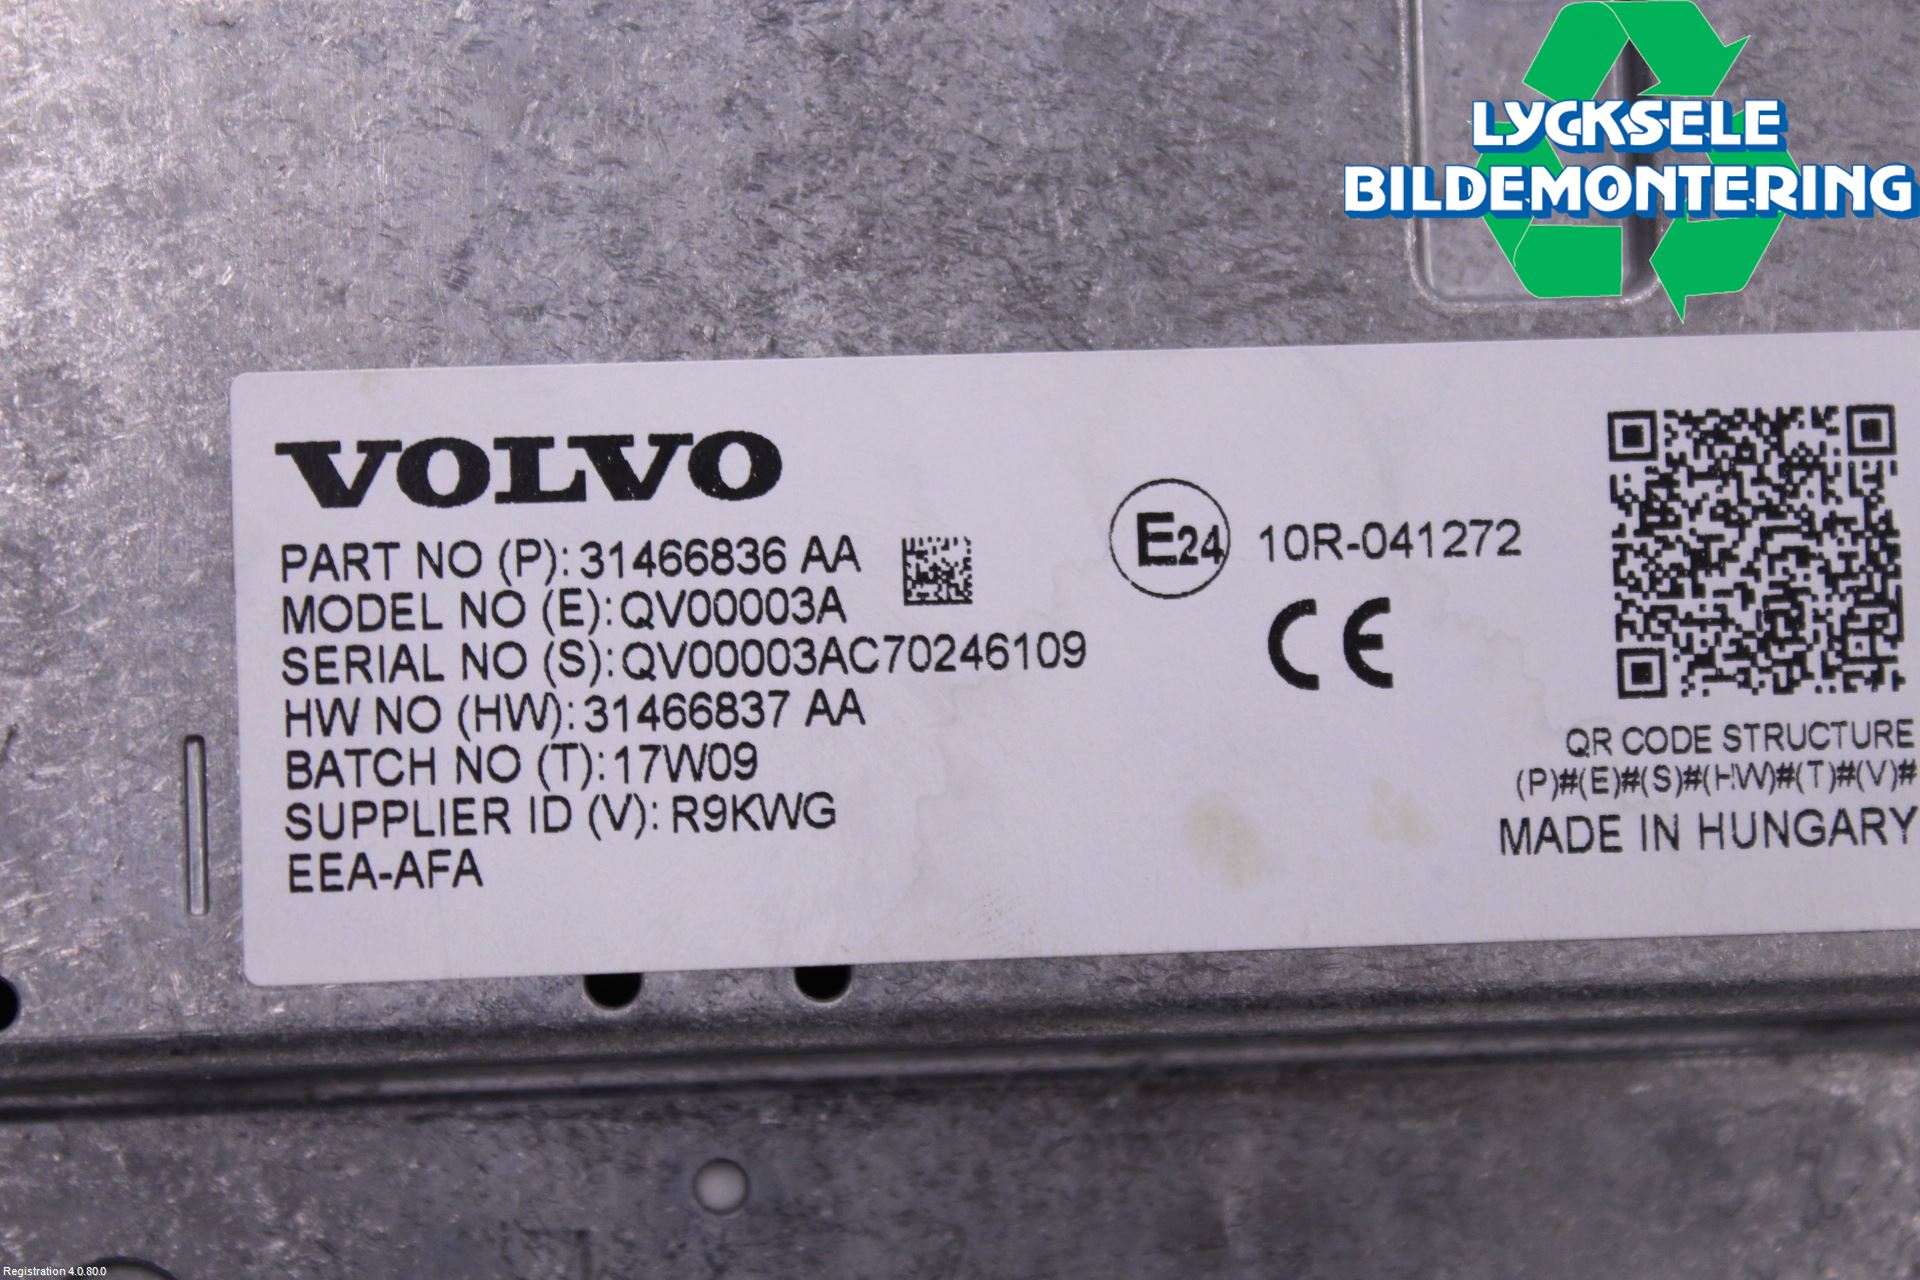 LYCKSELE
BILDEMONTERING
VOLVO
PART NO (P): 31466836 AA
MODEL NO (E): QV00003A
SERIAL NO (S): QV00003AC70246109
HW NO (HW): 31466837 AA
BATCH NO (T): 17W09
SUPPLIER ID (V): R9KWG
EEA-AFA
E24 10R-041272
CE
QR CODE STRUCTURE
(P)#(E)#(S)#(HW)#(T)#(V)#
MADE IN HUNGARY
Registration 4.0.80.0